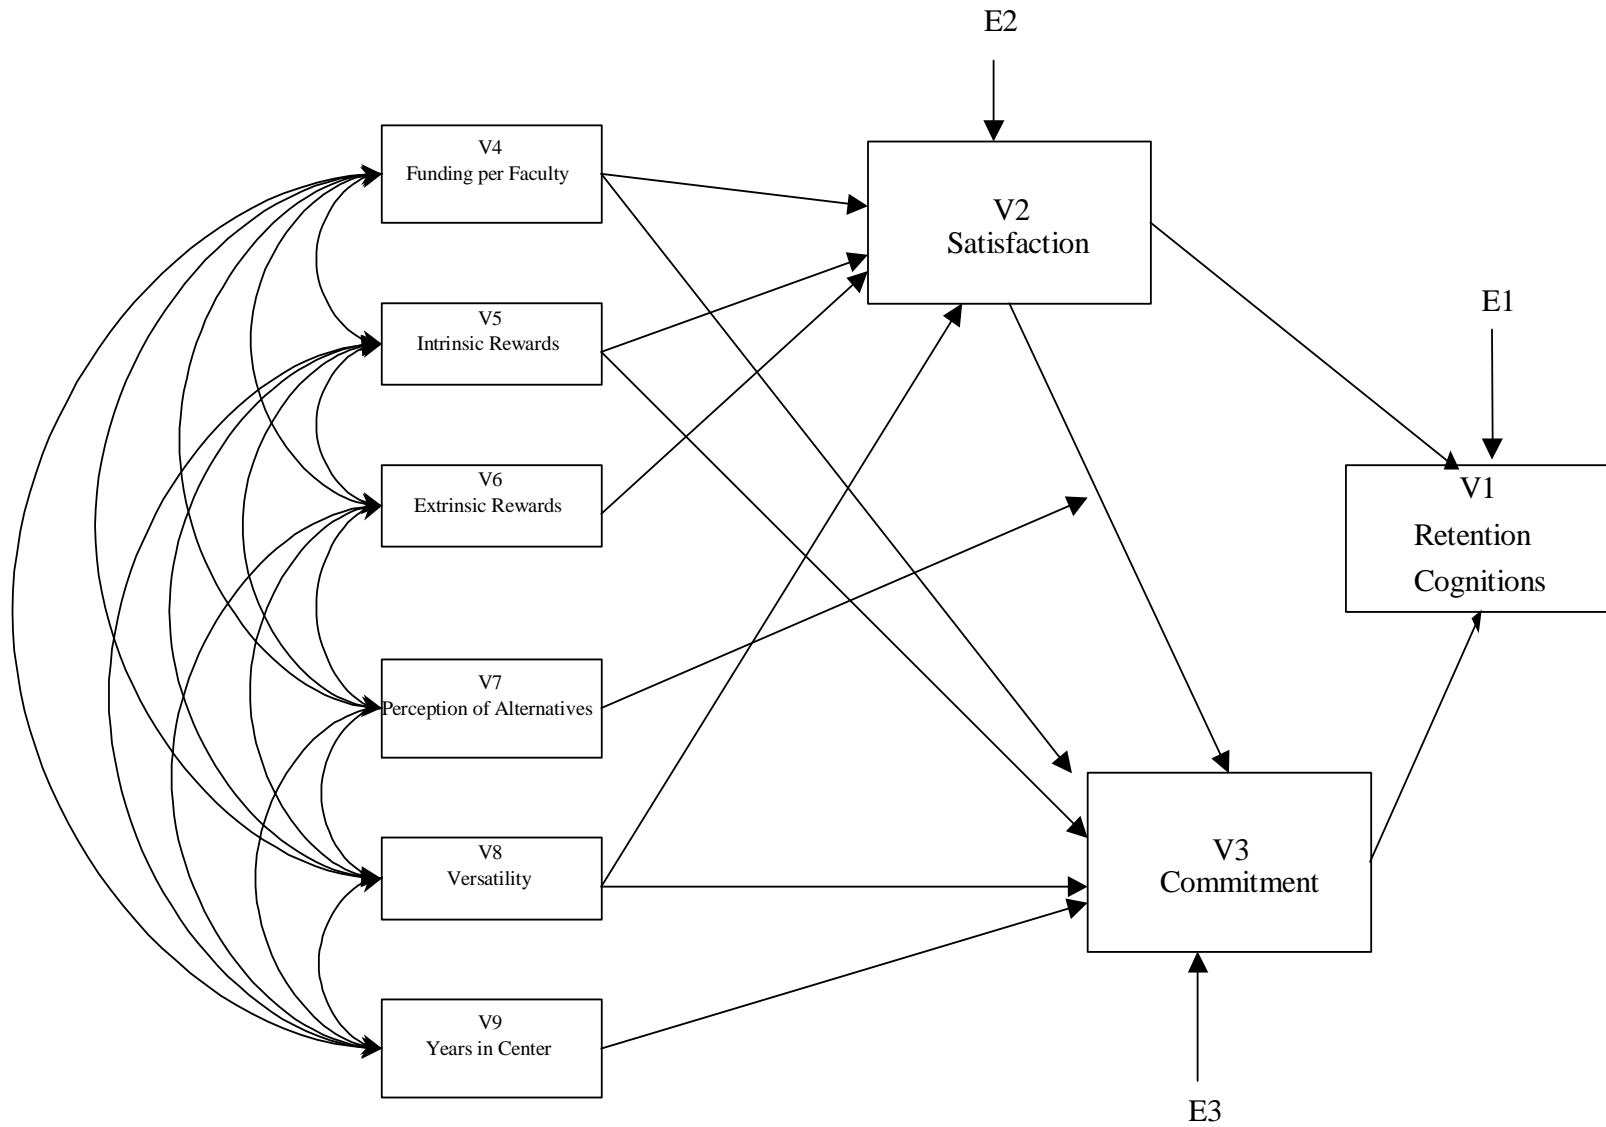 E2
V4
Funding per Faculty
V2
Satisfaction
V5
Intrinsic Rewards
E1
V6
Extrinsic Rewards
V1
Retention
Cognitions
V7
Perception of Alternatives
V8
Versatility
V3
Commitment
V9
Years in Center
E3